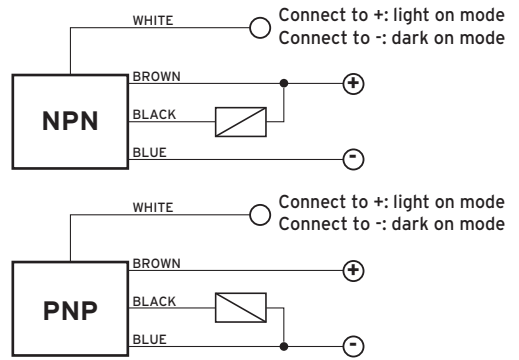 WHITE
Connect to +: light on mode
Connect to -: dark on mode
BROWN
+
NPN
BLACK
BLUE
-
WHITE
Connect to +: light on mode
Connect to -: dark on mode
BROWN
+
PNP
BLACK
BLUE
-